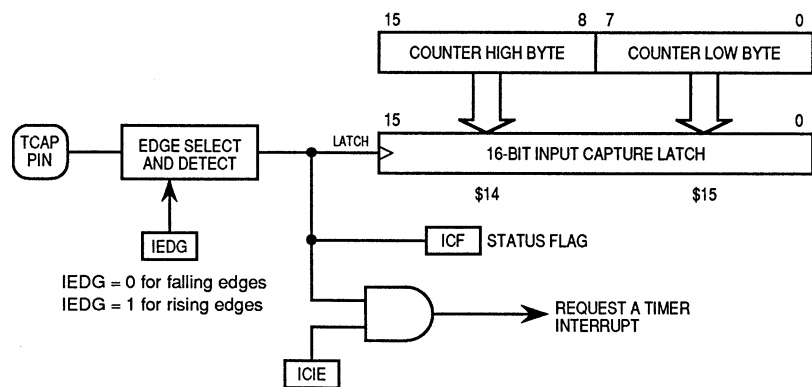 15 8 7 0
COUNTER HIGH BYTE COUNTER LOW BYTE
15 0
TCAP
PIN
EDGE SELECT
AND DETECT
LATCH
16-BIT INPUT CAPTURE LATCH
$14 $15
IEDG
ICF STATUS FLAG
IEDG = 0 for falling edges
IEDG = 1 for rising edges
REQUEST A TIMER
INTERRUPT
ICIE